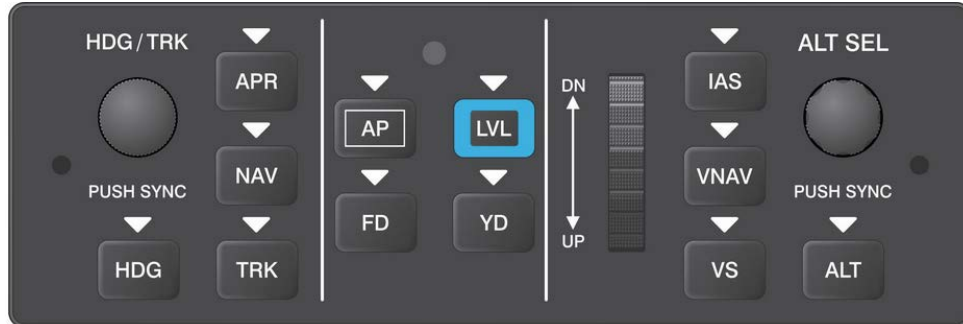 HDG / TRK
APR
NAV
PUSH SYNC
HDG
TRK
AP
LVL
FD
YD
DN
UP
IAS
ALT SEL
VNAV
PUSH SYNC
VS
ALT